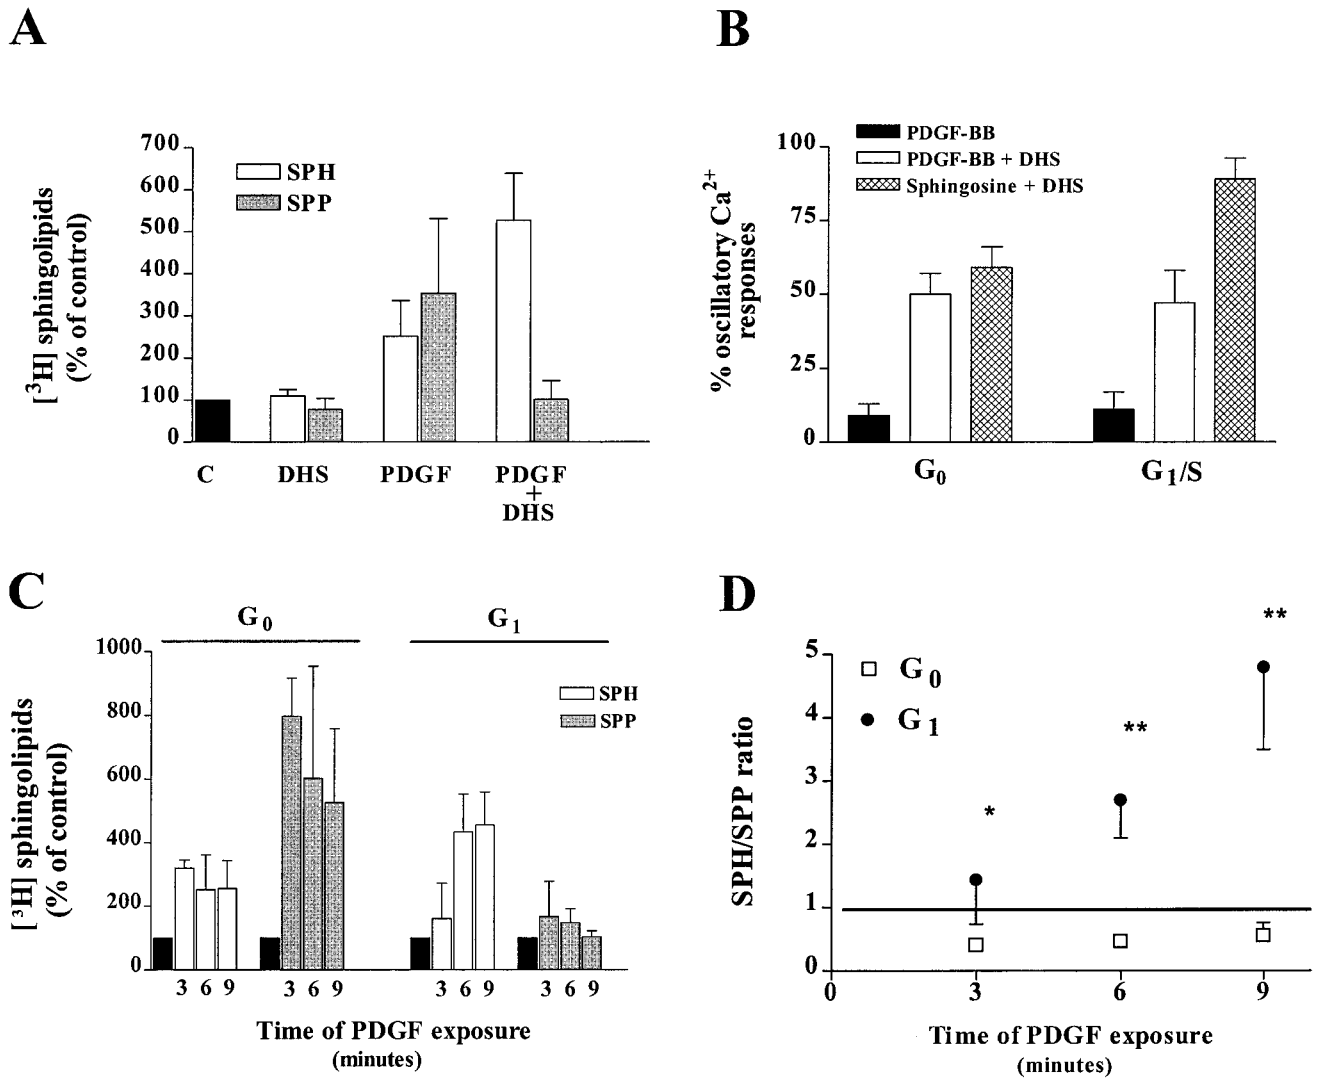 A
700
600
500
400
300
200
100
0
[³H] sphingolipids
(% of control)
SPH
SPP
C
DHS
PDGF
PDGF
+
DHS
B
100
75
50
25
0
% oscillatory Ca²⁺
responses
PDGF-BB
PDGF-BB + DHS
Sphingosine + DHS
G₀
G₁/S
C
G₀
G₁
1000
800
600
400
200
0
[³H] sphingolipids
(% of control)
SPH
SPP
3 6 9 3 6 9 3 6 9 3 6 9
Time of PDGF exposure
(minutes)
D
5
4
3
2
1
0
SPH/SPP ratio
G₀
G₁
*
**
**
0 3 6 9
Time of PDGF exposure
(minutes)